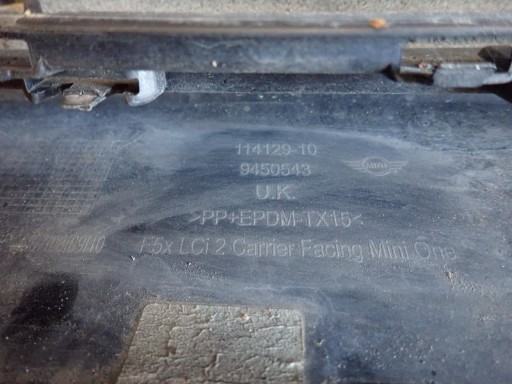 114129-10
9450543
U.K.
>PP+EPDM-TX15<
F5x LCi 2 Carrier Facing Mini One